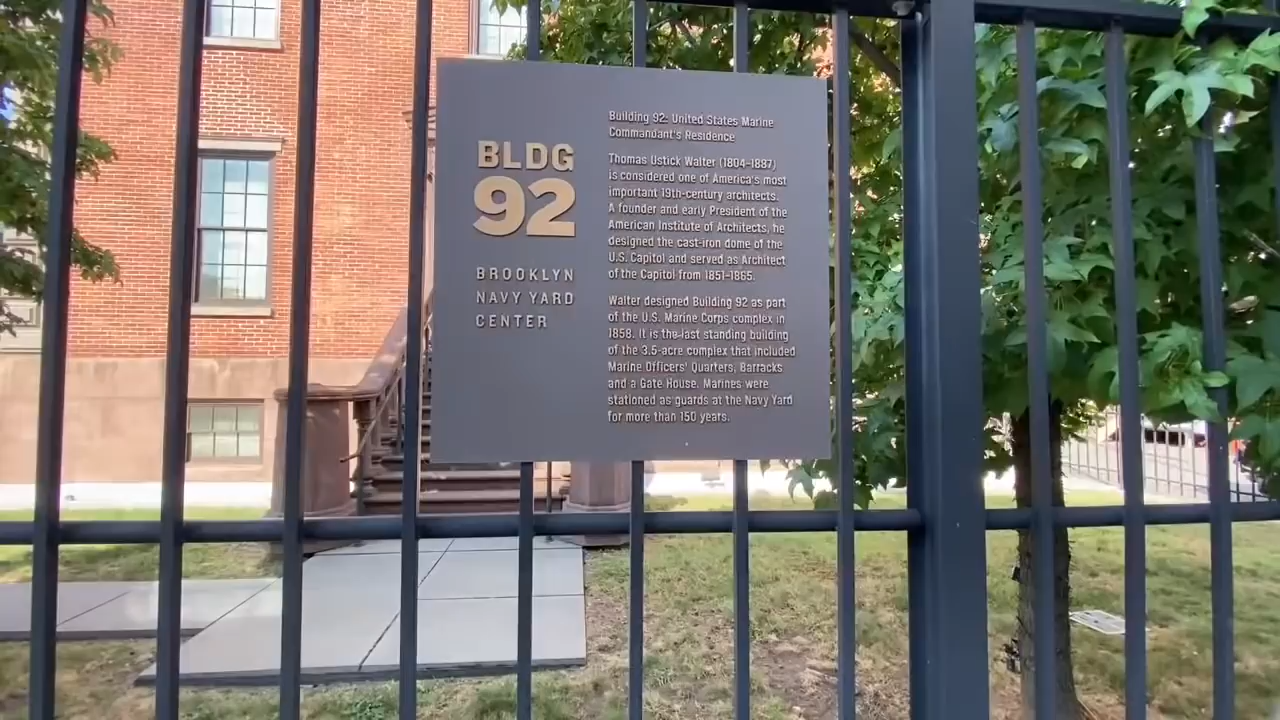 BLDG
92
BROOKLYN
NAVY YARD
CENTER
Building 92: United States Marine
Commandant's Residence
Thomas Ustick Walter (1804–1887)
is considered one of America's most
important 19th-century architects.
A founder and early President of the
American Institute of Architects, he
designed the cast-iron dome of the
U.S. Capitol and served as Architect
of the Capitol from 1851–1865.
Walter designed Building 92 as part
of the U.S. Marine Corps complex in
1858. It is the last standing building
of the 3.5-acre complex that included
Marine Officers' Quarters, Barracks
and a Gate House. Marines were
stationed as guards at the Navy Yard
for more than 150 years.